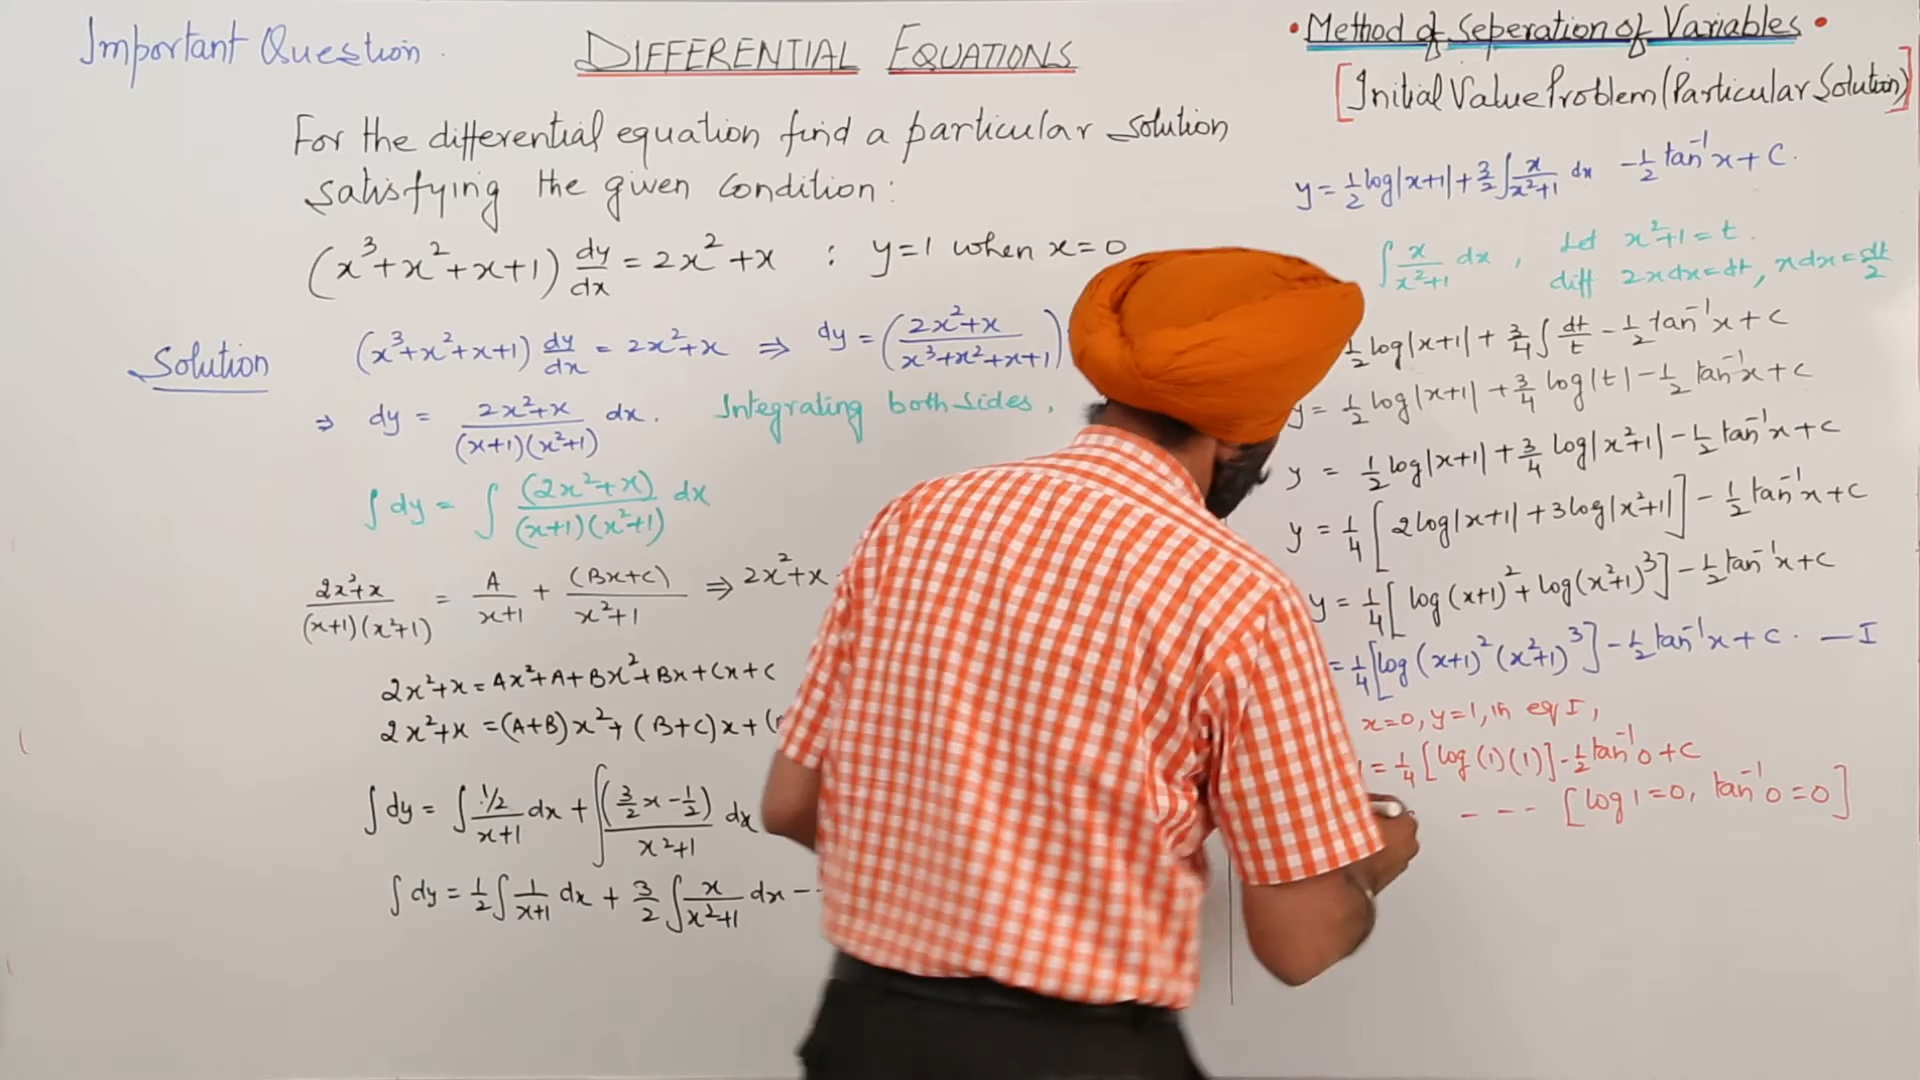 Important Question.
DIFFERENTIAL EQUATIONS
For the differential equation find a particular solution
satisfying the given condition:
(x³+x²+x+1) dy/dx = 2x²+x : y=1 when x=0
Solution (x³+x²+x+1) dy/dx = 2x²+x ⇒ dy = ((2x²+x)/(x³+x²+x+1))
⇒ dy = (2x²+x)/((x+1)(x²+1)) dx. Integrating both sides,
∫dy = ∫ (2x²+x)/((x+1)(x²+1)) dx
(2x²+x)/((x+1)(x²+1)) = A/(x+1) + (Bx+C)/(x²+1) ⇒ 2x²+x
2x²+x = Ax²+A+Bx²+Bx+Cx+C
2x²+x = (A+B)x²+(B+C)x+(
∫dy = ∫ (1/2)/(x+1) dx + ∫ (3/2 x - 1/2)/(x²+1) dx
∫dy = 1/2 ∫ 1/(x+1) dx + 3/2 ∫ x/(x²+1) dx -
• Method of Seperation of Variables •
[Initial Value Problem (Particular Solution)]
y = 1/2 log|x+1| + 3/2 ∫ x/(x²+1) dx - 1/2 tan⁻¹x + C.
∫ x/(x²+1) dx, Let x²+1 = t.
diff 2xdx=dt, xdx=dt/2
1/2 log|x+1| + 3/4 ∫ dt/t - 1/2 tan⁻¹x + C
y = 1/2 log|x+1| + 3/4 log|t| - 1/2 tan⁻¹x + C
y = 1/2 log|x+1| + 3/4 log|x²+1| - 1/2 tan⁻¹x + C
y = 1/4 [2log|x+1| + 3log|x²+1|] - 1/2 tan⁻¹x + C
y = 1/4 [log(x+1)² + log(x²+1)³] - 1/2 tan⁻¹x + C
= 1/4 [log(x+1)²(x²+1)³] - 1/2 tan⁻¹x + C. — I
x=0, y=1, in eq I,
1 = 1/4 [log(1)(1)] - 1/2 tan⁻¹0 + C
- - - [log 1 = 0, tan⁻¹0 = 0]